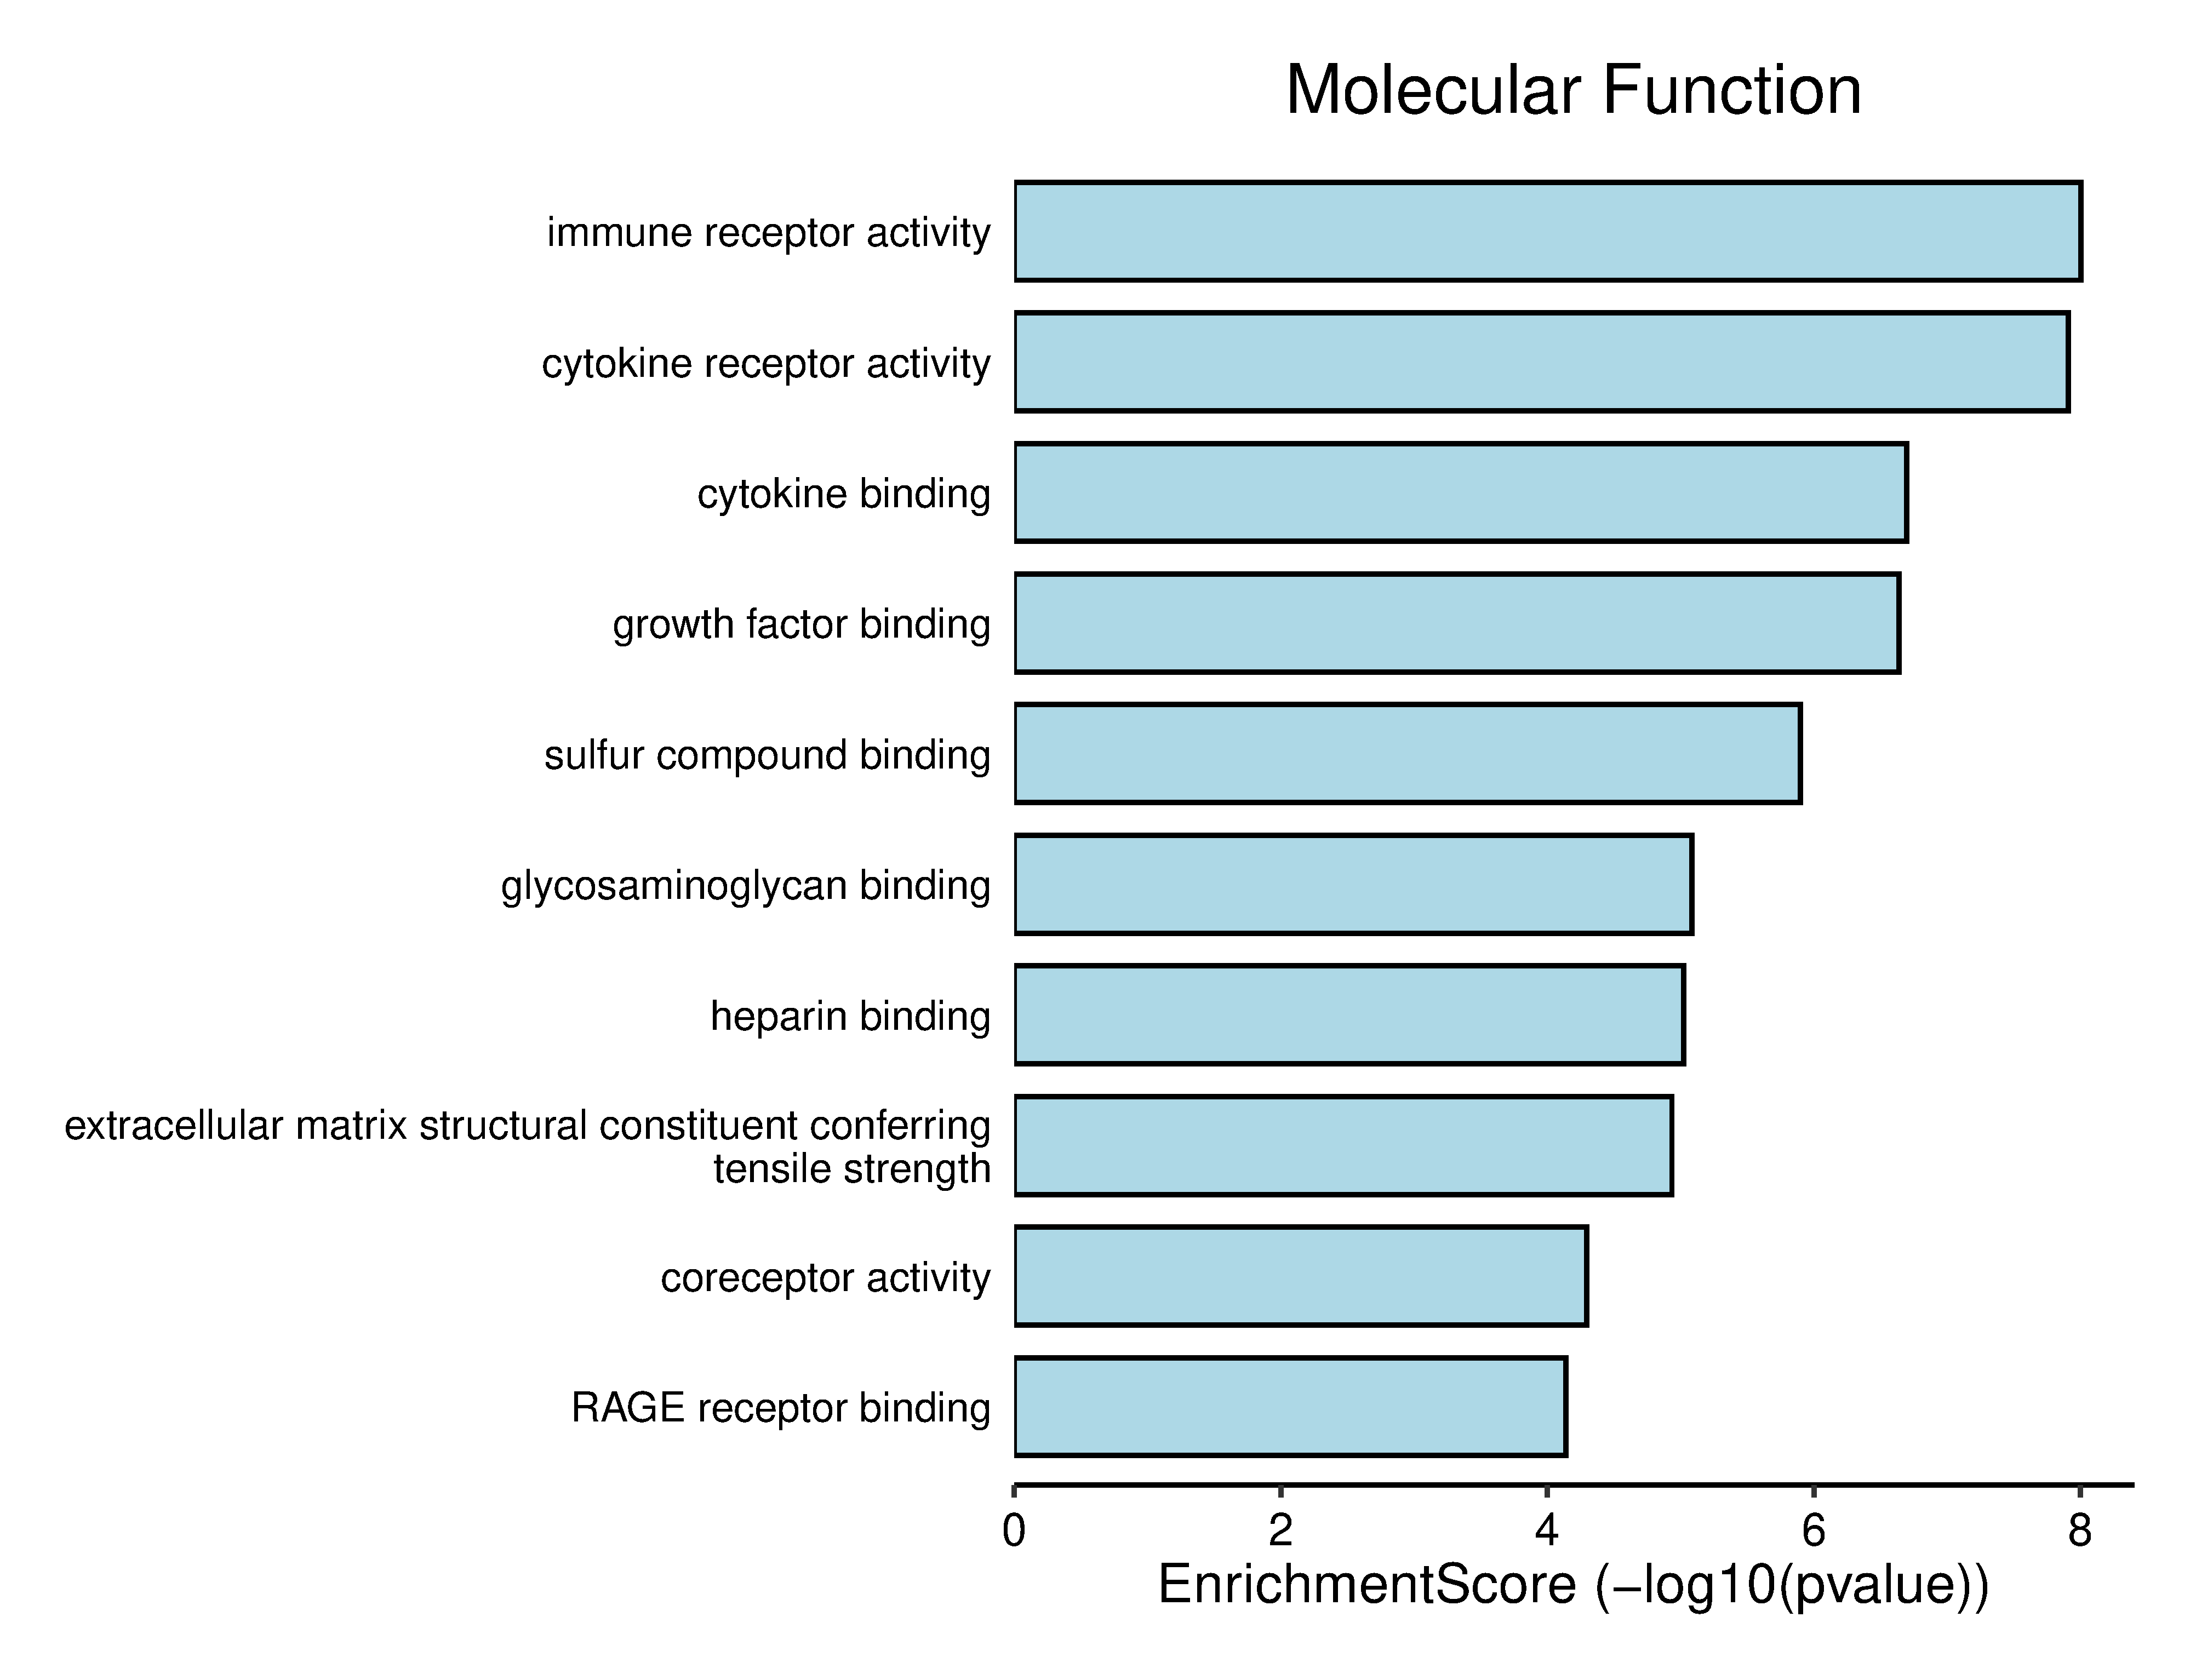 Molecular Function
immune receptor activity
cytokine receptor activity
cytokine binding
growth factor binding
sulfur compound binding
glycosaminoglycan binding
heparin binding
extracellular matrix structural constituent conferring
tensile strength
coreceptor activity
RAGE receptor binding
0 2 4 6 8
EnrichmentScore (−log10(pvalue))